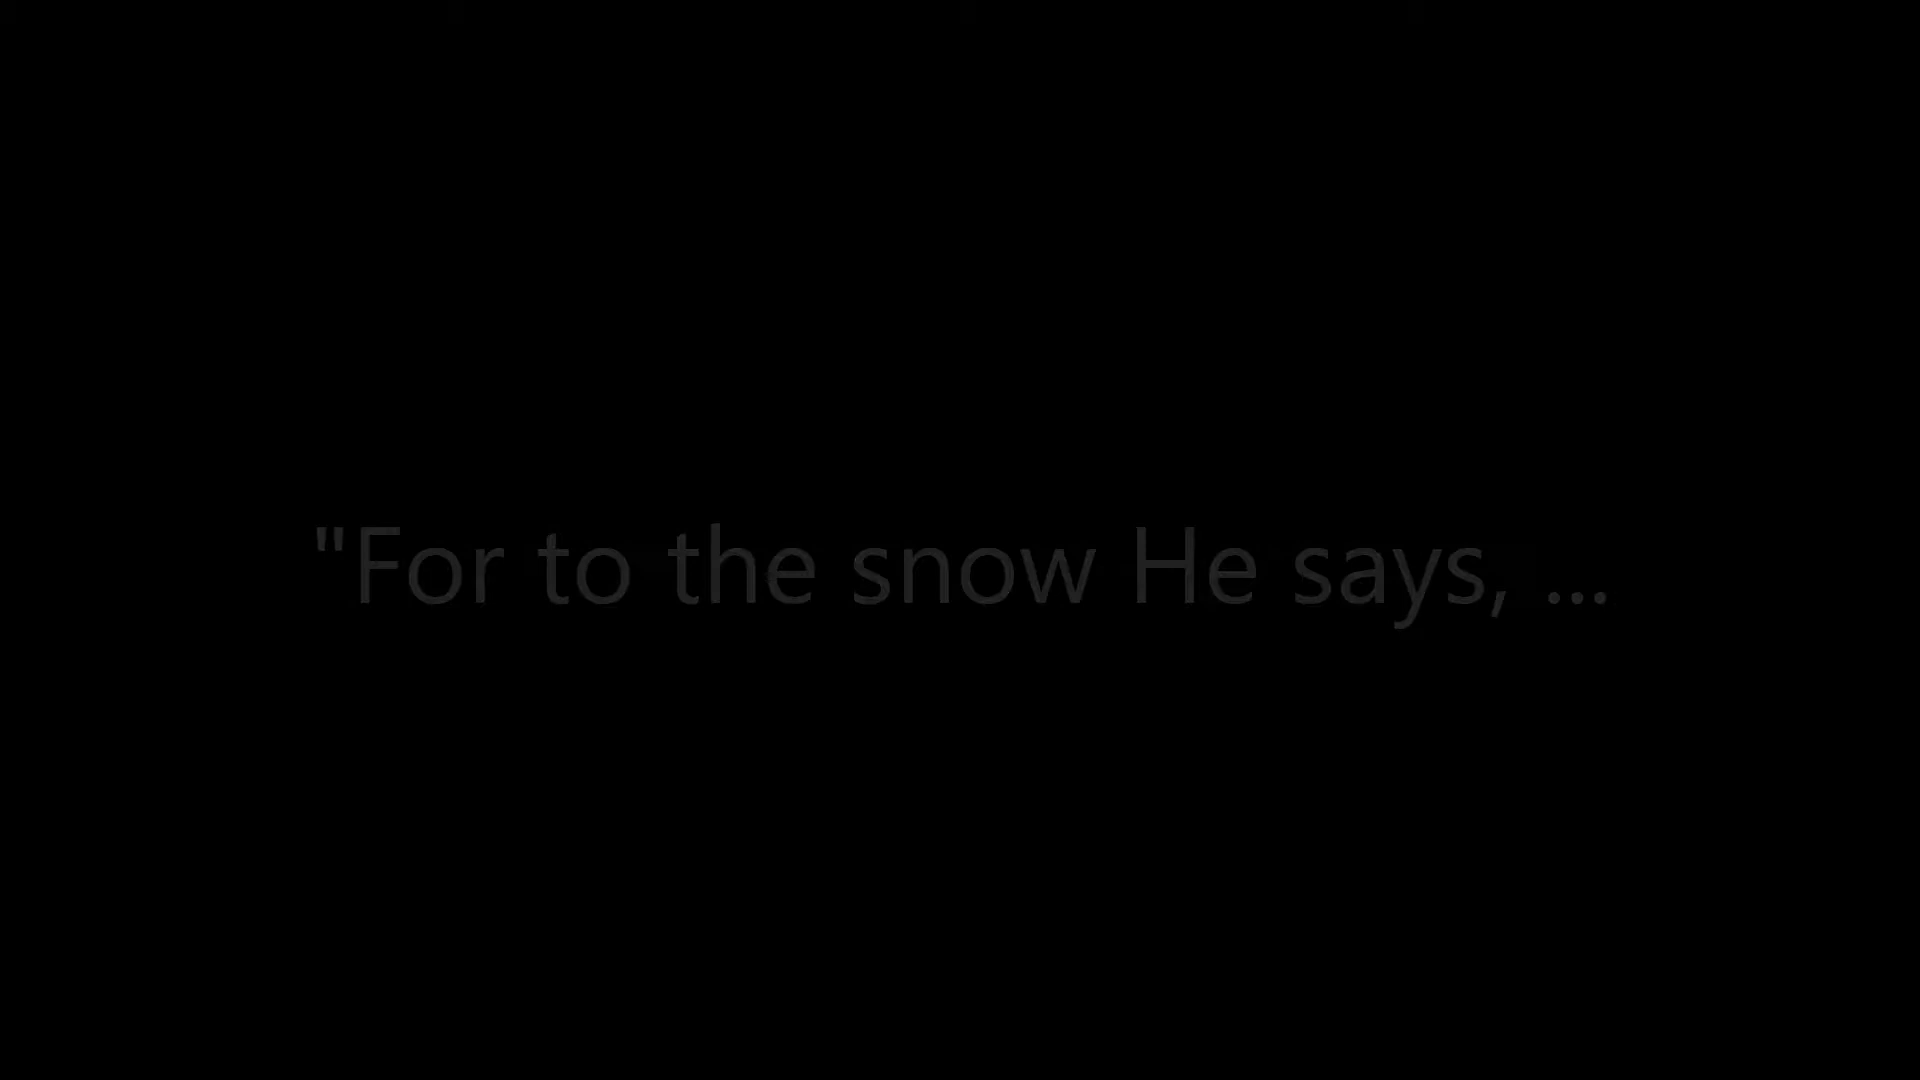 "For to the snow He says, ...